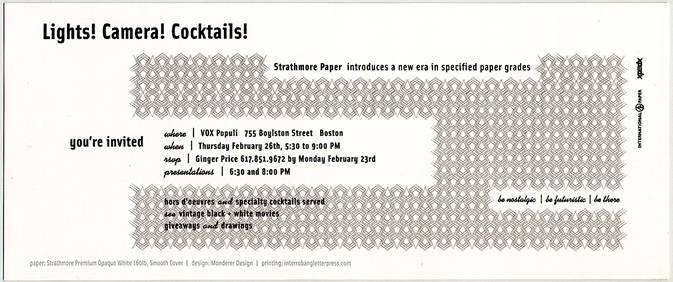 Lights! Camera! Cocktails!
Strathmore Paper introduces a new era in specified paper grades
xpedx
INTERNATIONAL PAPER
you're invited
where | VOX Populi 755 Boylston Street Boston
when | Thursday February 26th, 5:30 to 9:00 PM
rsvp | Ginger Price 617.851.9672 by Monday February 23rd
presentations | 6:30 and 8:00 PM
hors d'oeuvres and specialty cocktails served
see vintage black + white movies
giveaways and drawings
be nostalgic | be futuristic | be there
paper: Strathmore Premium Opaque White 160lb. Smooth Cover | design: Monderer Design | printing: interrobangletterpress.com